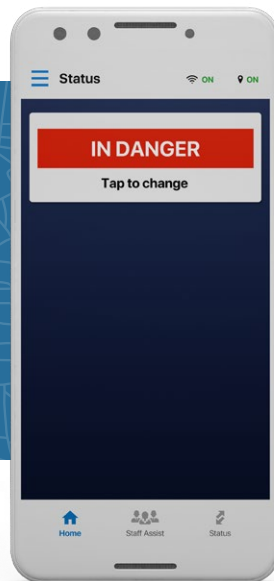 Status ON ON
IN DANGER
Tap to change
Home Staff Assist Status